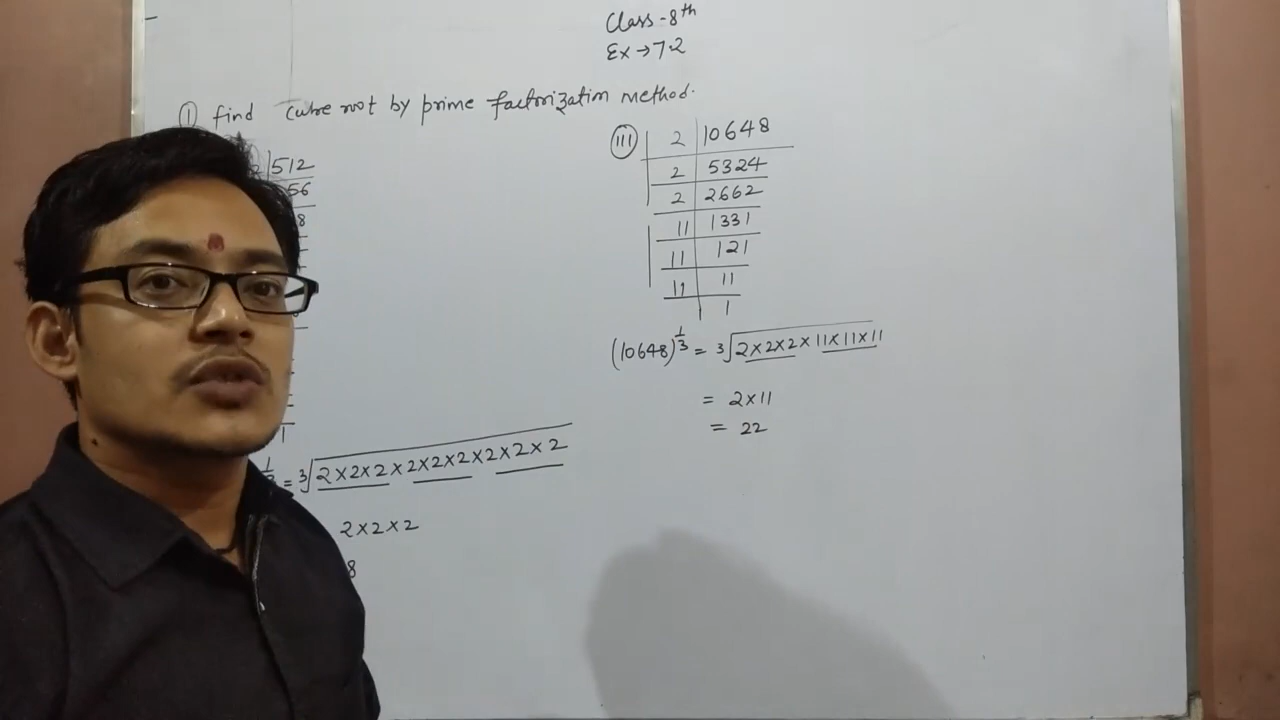 Class - 8th
Ex → 7.2
① find cube root by prime factorization method.
2 | 512
56
8
1
1/3 = ³√2×2×2×2×2×2×2×2×2
2×2×2
8
(III) 2 | 10648
2 | 5324
2 | 2662
11 | 1331
11 | 121
11 | 11
1
(10648)^1/3 = ³√2×2×2×11×11×11
= 2×11
= 22